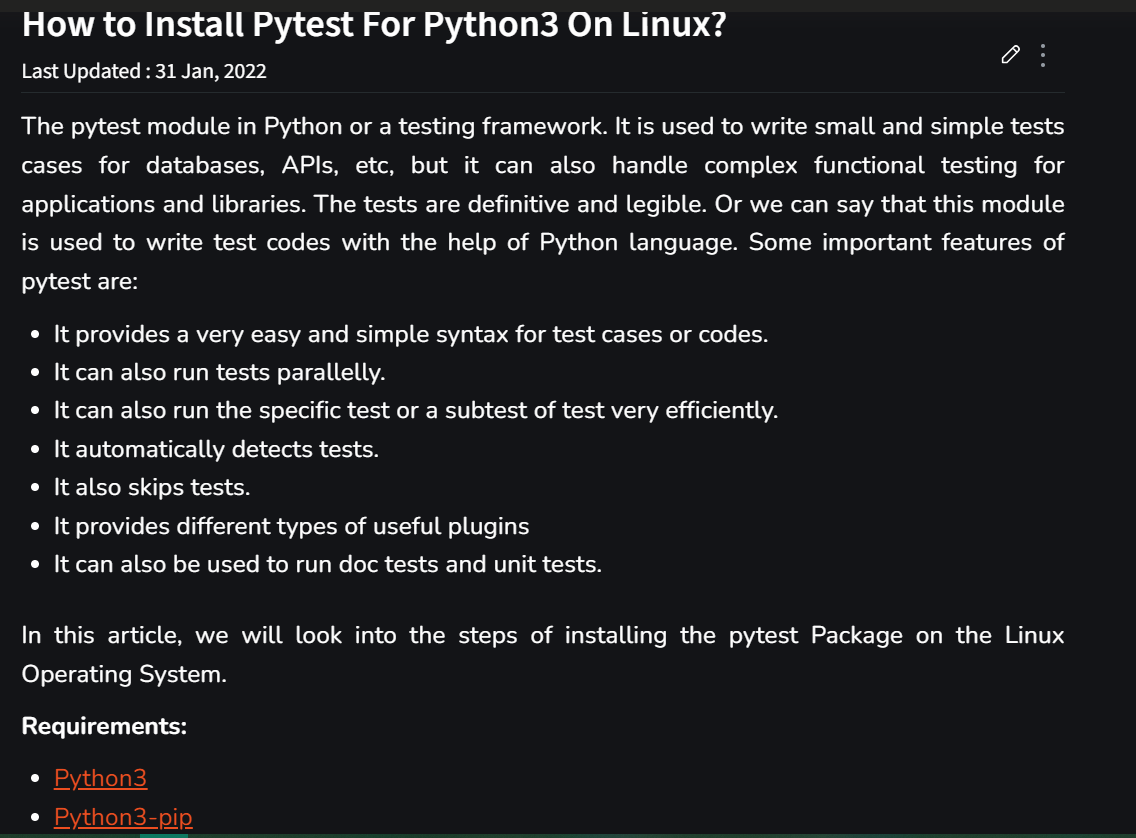 How to Install Pytest For Python3 On Linux?
Last Updated : 31 Jan, 2022
The pytest module in Python or a testing framework. It is used to write small and simple tests
cases for databases, APIs, etc, but it can also handle complex functional testing for
applications and libraries. The tests are definitive and legible. Or we can say that this module
is used to write test codes with the help of Python language. Some important features of
pytest are:
• It provides a very easy and simple syntax for test cases or codes.
• It can also run tests parallelly.
• It can also run the specific test or a subtest of test very efficiently.
• It automatically detects tests.
• It also skips tests.
• It provides different types of useful plugins
• It can also be used to run doc tests and unit tests.
In this article, we will look into the steps of installing the pytest Package on the Linux
Operating System.
Requirements:
• Python3
• Python3-pip